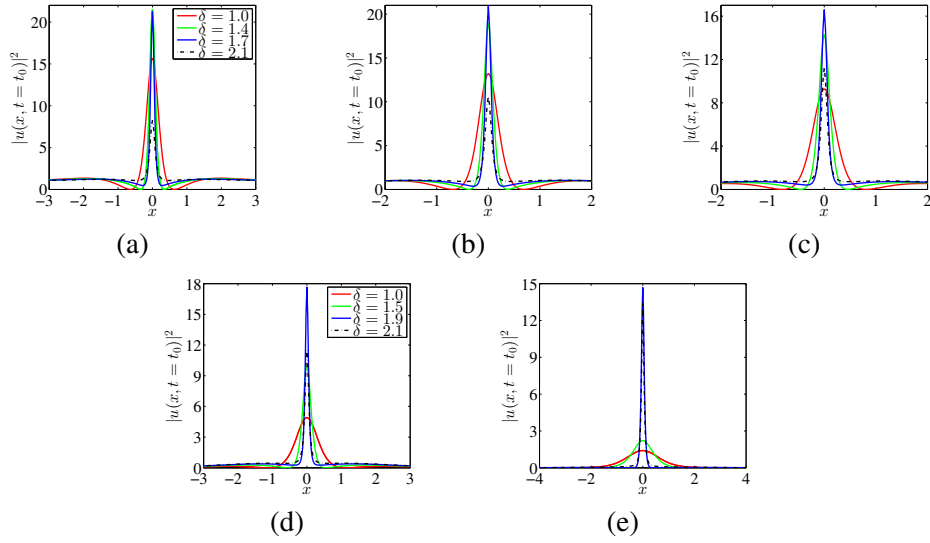 |u(x, t = t₀)|²
20
15
10
5
0
−3 −2 −1 0 1 2 3
x
δ = 1.0
δ = 1.4
δ = 1.7
δ = 2.1
(a)
|u(x, t = t₀)|²
20
15
10
5
0
−2 −1 0 1 2
x
(b)
|u(x, t = t₀)|²
16
12
8
4
0
−2 −1 0 1 2
x
(c)
|u(x, t = t₀)|²
18
15
12
9
6
3
0
−3 −2 −1 0 1 2 3
x
δ = 1.0
δ = 1.5
δ = 1.9
δ = 2.1
(d)
|u(x, t = t₀)|²
15
12
9
6
3
0
−4 −2 0 2 4
x
(e)